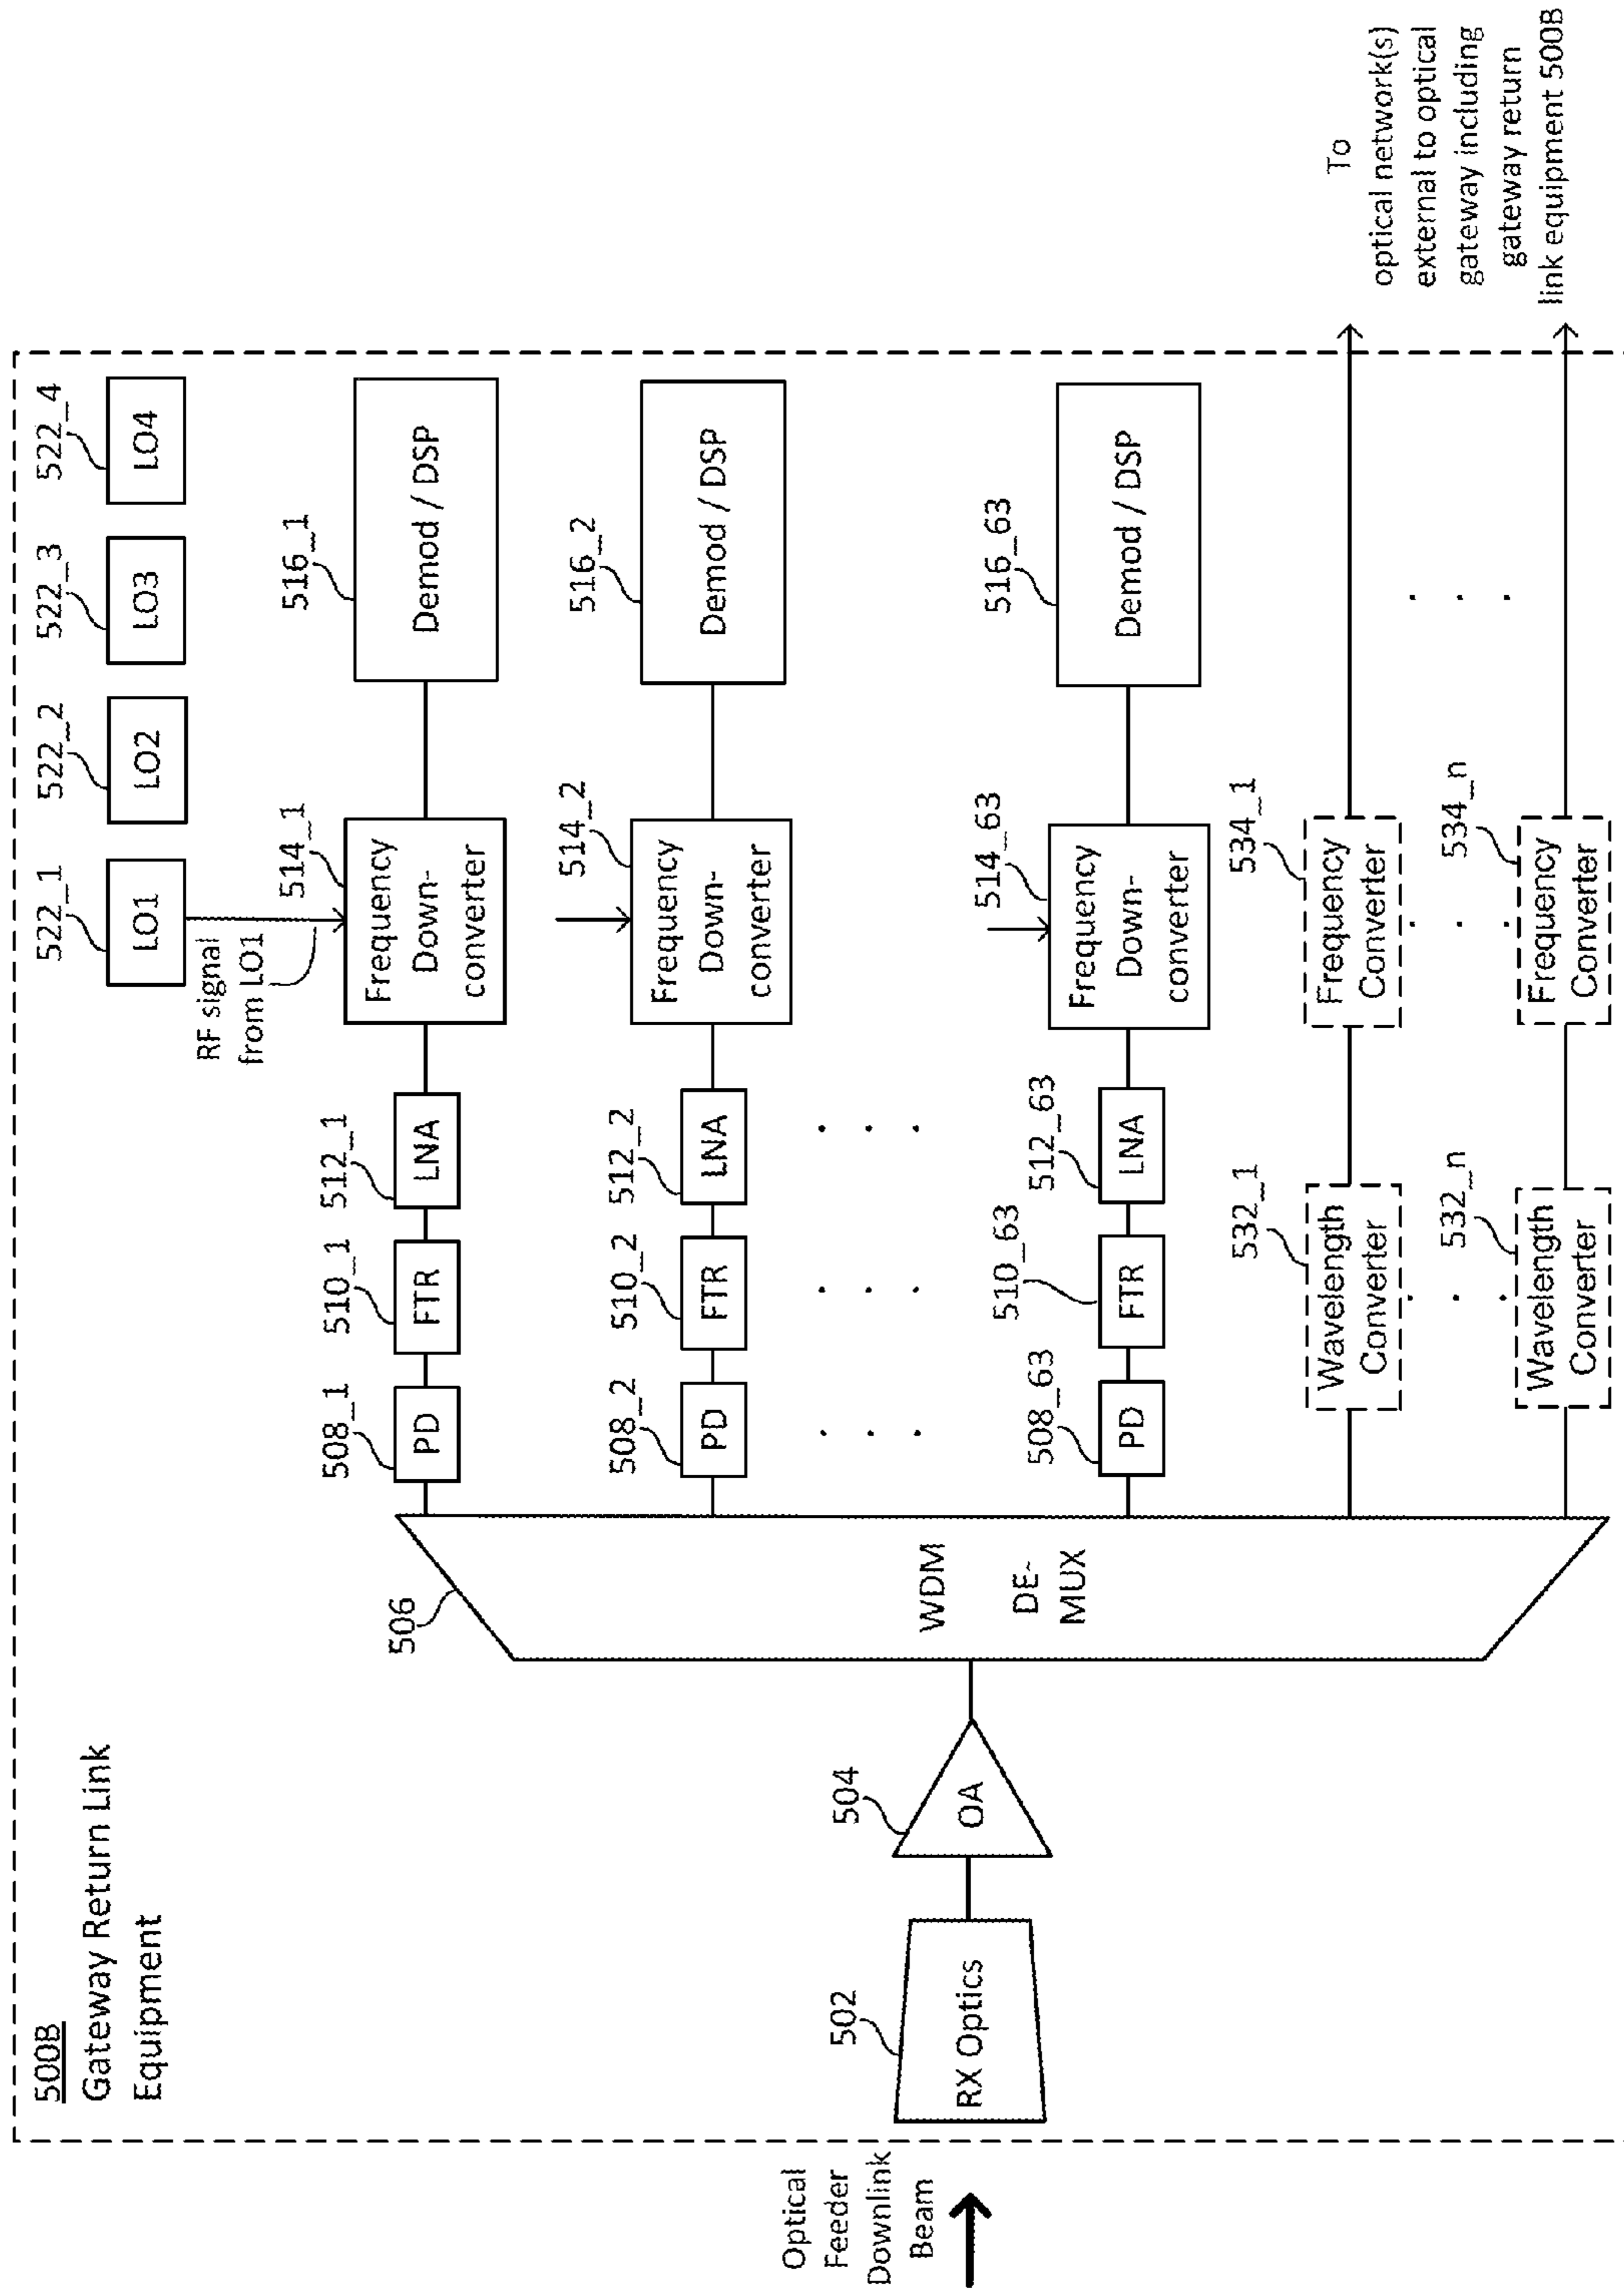 500B
Gateway Return Link
Equipment
Optical
Feeder
Downlink
Beam
502
RX Optics
504
OA
506
WDM
DE-
MUX
522_1
LO1
522_2
LO2
522_3
LO3
522_4
LO4
RF signal
from LO1
508_1
PD
510_1
FTR
512_1
LNA
514_1
Frequency
Down-
converter
516_1
Demod / DSP
508_2
PD
510_2
FTR
512_2
LNA
514_2
Frequency
Down-
converter
516_2
Demod / DSP
508_63
PD
510_63
FTR
512_63
LNA
514_63
Frequency
Down-
converter
516_63
Demod / DSP
532_1
Wavelength
Converter
534_1
Frequency
Converter
532_n
Wavelength
Converter
534_n
Frequency
Converter
To
optical network(s)
external to optical
gateway including
gateway return
link equipment 500B